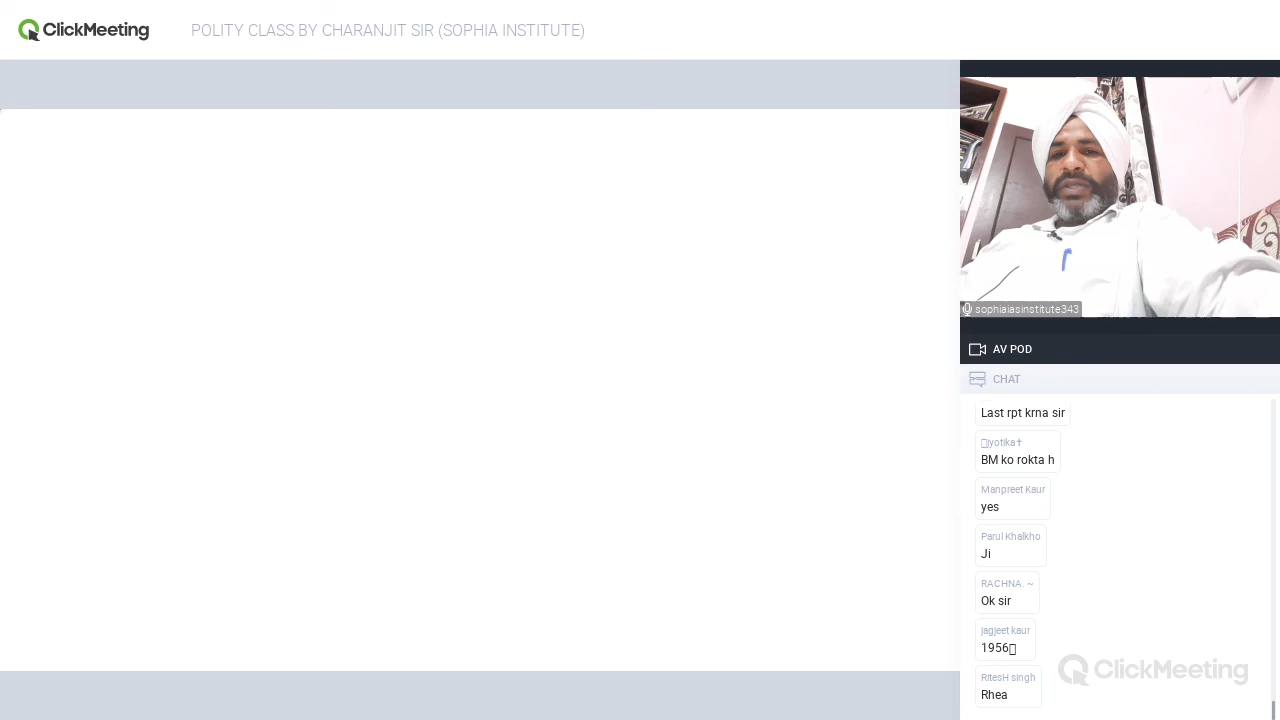 ClickMeeting
POLITY CLASS BY CHARANJIT SIR (SOPHIA INSTITUTE)
sophiaiasinstitute343
AV POD
CHAT
Last rpt krna sir
jyotika✝
BM ko rokta h
Manpreet Kaur
yes
Parul Khalkho
Ji
RACHNA. ~
Ok sir
jagjeet kaur
1956
RitesH singh
Rhea
ClickMeeting